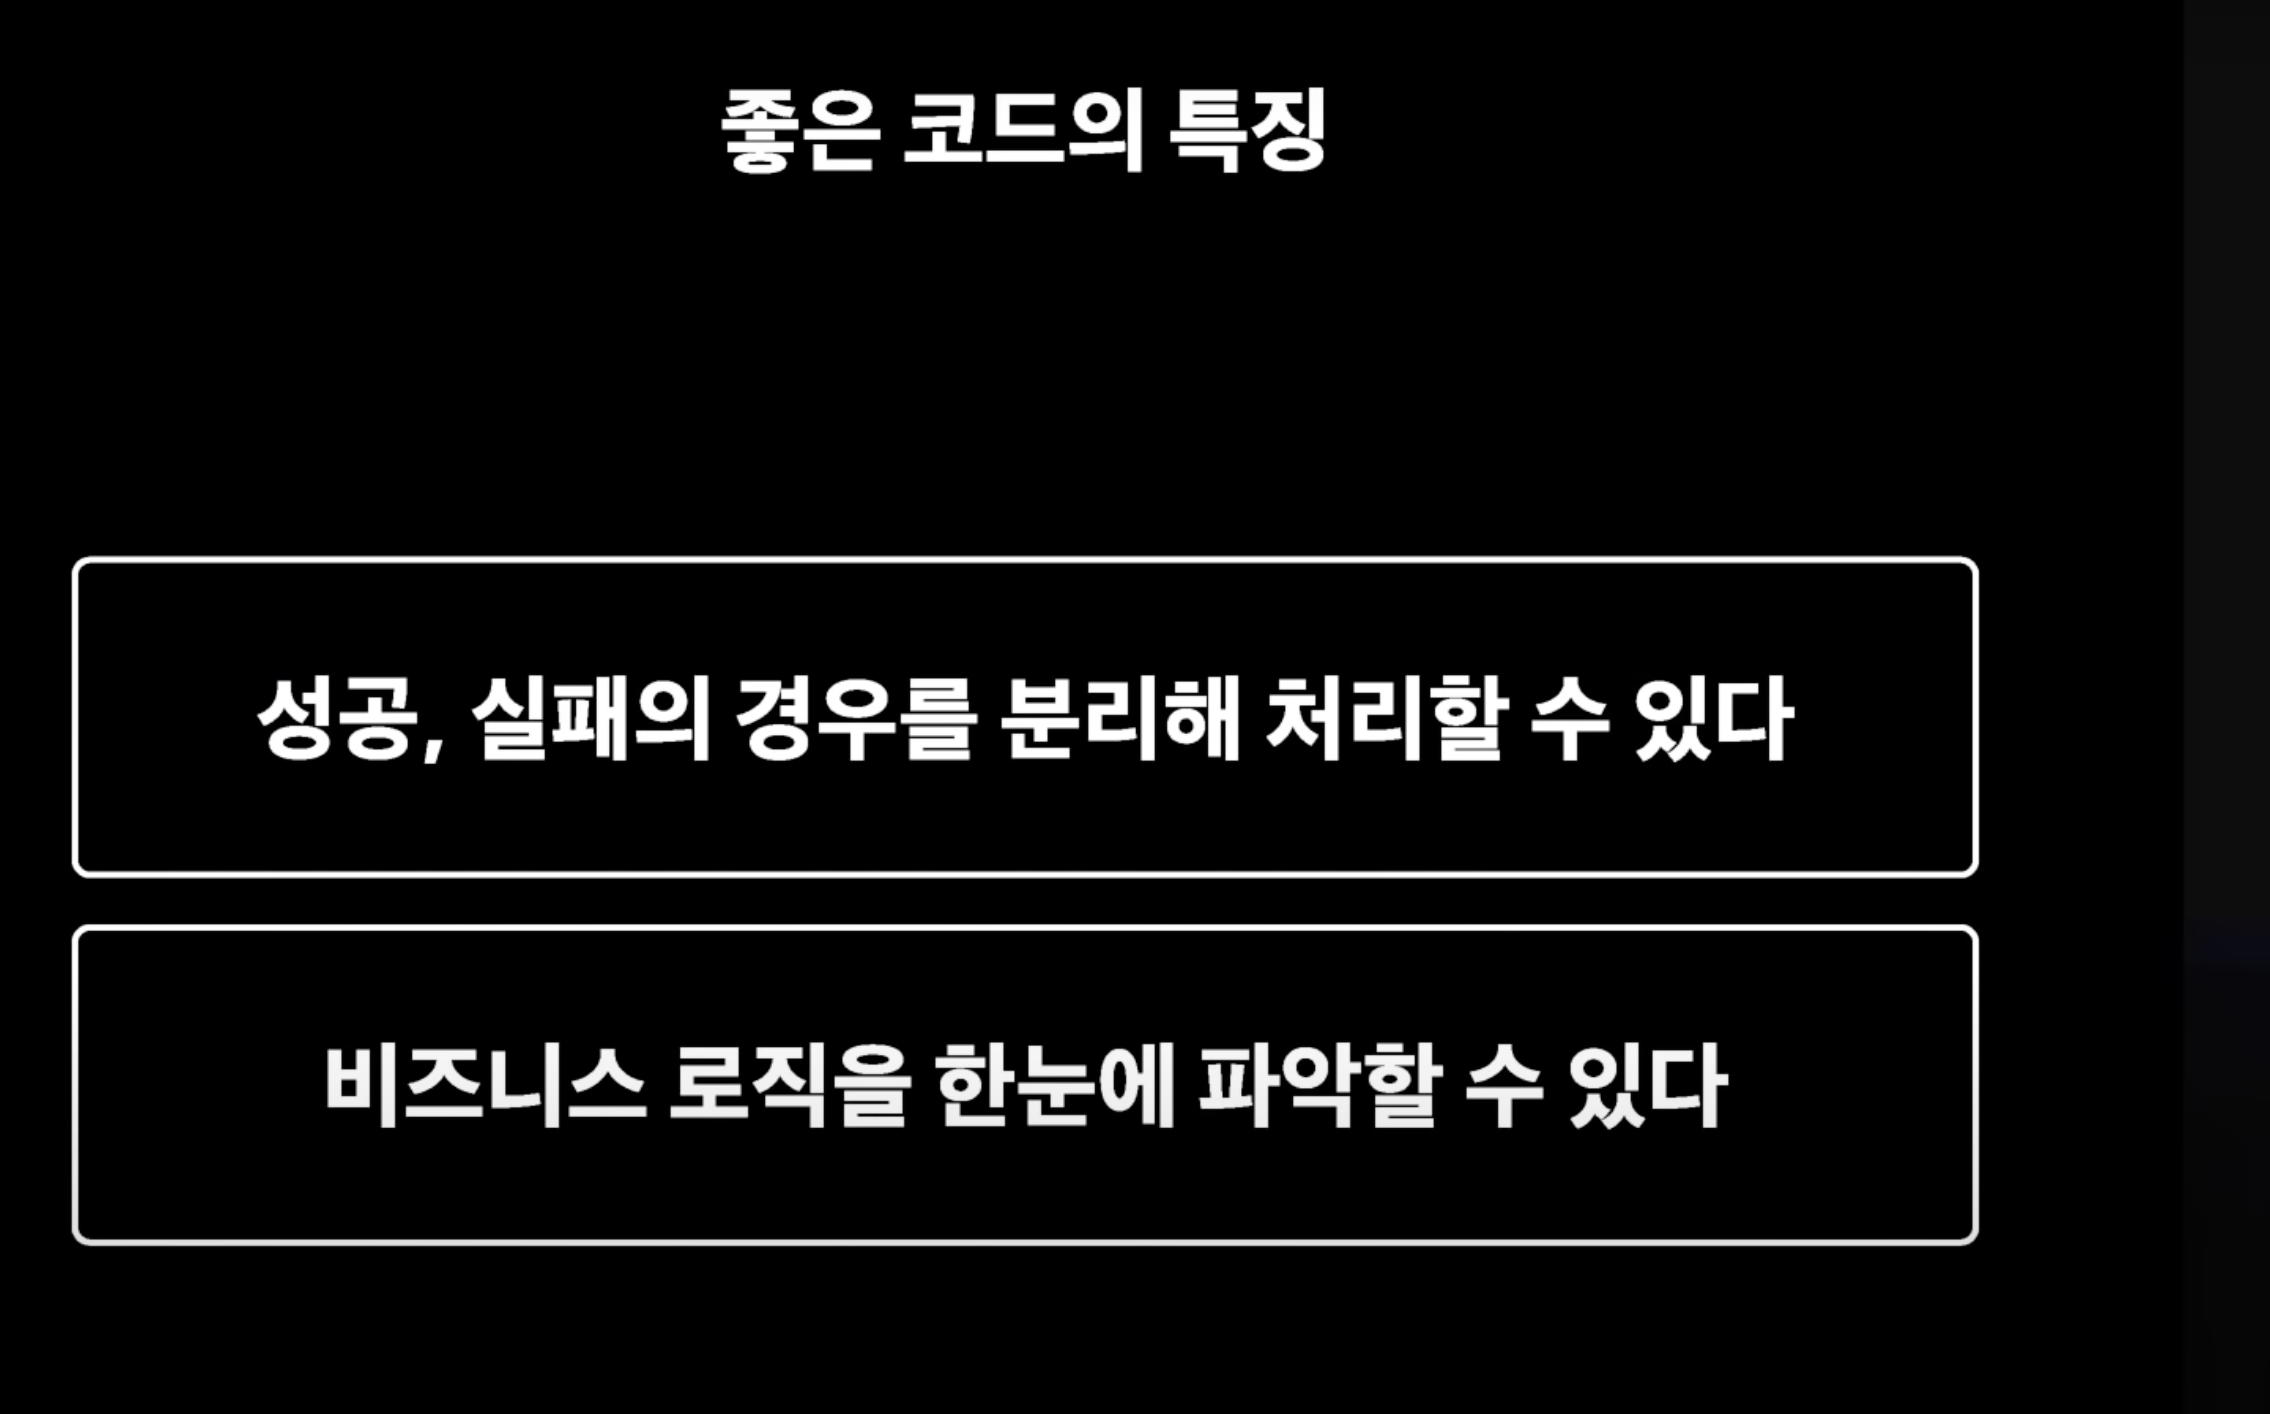 좋은 코드의 특징
성공, 실패의 경우를 분리해 처리할 수 있다
비즈니스 로직을 한눈에 파악할 수 있다